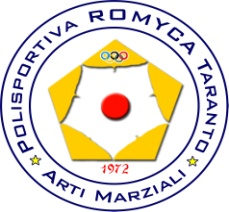 POLISPORTIVA ROMYCA TARANTO
1972
ARTI MARZIALI